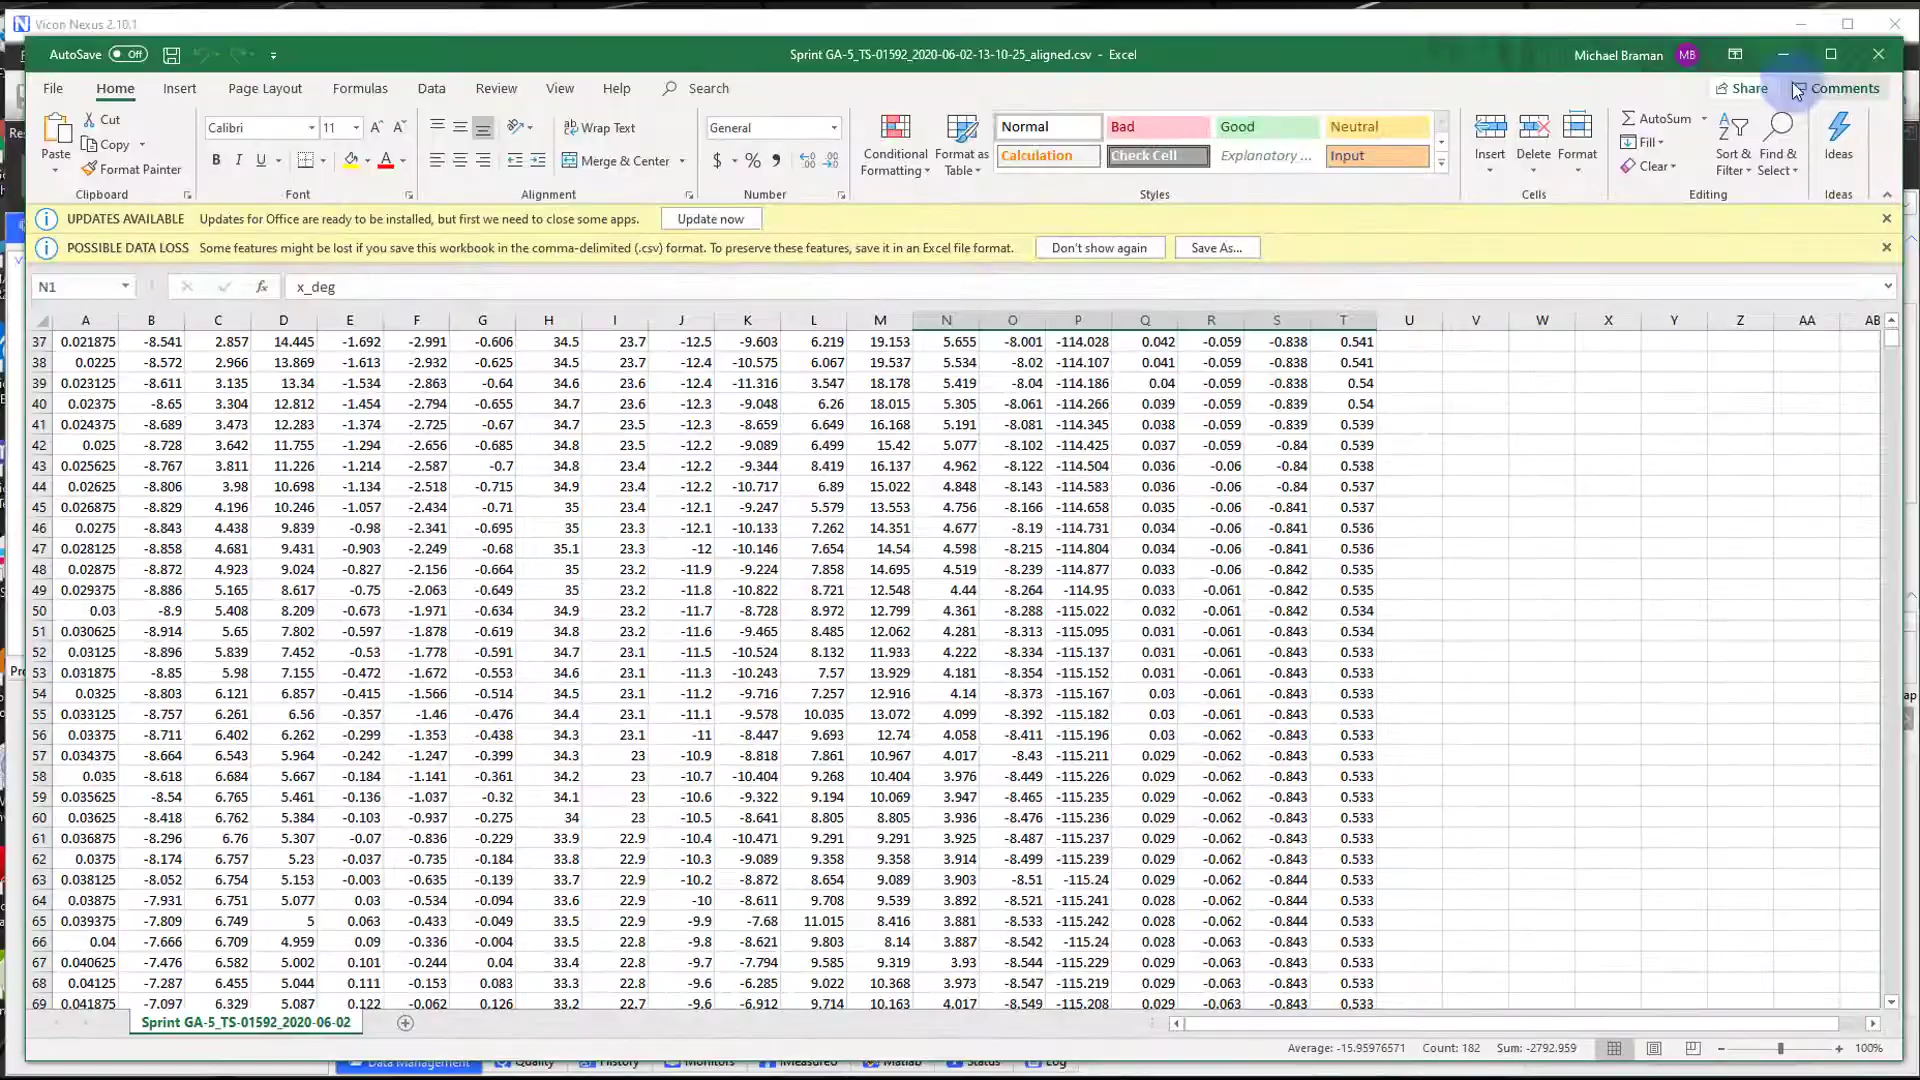 Vicon Nexus 2.10.1
AutoSave Off Sprint GA-5_TS-01592_2020-06-02-13-10-25_aligned.csv - Excel Michael Braman MB
File Home Insert Page Layout Formulas Data Review View Help Search Share Comments
Paste Cut Calibri 11 Wrap Text General Normal Bad Good Neutral AutoSum
Copy Merge & Center Conditional Formatting Format as Table Calculation Check Cell Explanatory ... Input Insert Delete Format Fill Sort & Filter Find & Select Ideas
Format Painter Clear
Clipboard Font Alignment Number Styles Cells Editing Ideas
UPDATES AVAILABLE Updates for Office are ready to be installed, but first we need to close some apps. Update now
POSSIBLE DATA LOSS Some features might be lost if you save this workbook in the comma-delimited (.csv) format. To preserve these features, save it in an Excel file format. Don't show again Save As...
N1 fx x_deg
A B C D E F G H I J K L M N O P Q R S T U V W X Y Z AA AB
37 0.021875 -8.541 2.857 14.445 -1.692 -2.991 -0.606 34.5 23.7 -12.5 -9.603 6.219 19.153 5.655 -8.001 -114.028 0.042 -0.059 -0.838 0.541
38 0.0225 -8.572 2.966 13.869 -1.613 -2.932 -0.625 34.5 23.7 -12.4 -10.575 6.067 19.537 5.534 -8.02 -114.107 0.041 -0.059 -0.838 0.541
39 0.023125 -8.611 3.135 13.34 -1.534 -2.863 -0.64 34.6 23.6 -12.4 -11.316 3.547 18.178 5.419 -8.04 -114.186 0.04 -0.059 -0.838 0.54
40 0.02375 -8.65 3.304 12.812 -1.454 -2.794 -0.655 34.7 23.6 -12.3 -9.048 6.26 18.015 5.305 -8.061 -114.266 0.039 -0.059 -0.839 0.54
41 0.024375 -8.689 3.473 12.283 -1.374 -2.725 -0.67 34.7 23.5 -12.3 -8.659 6.649 16.168 5.191 -8.081 -114.345 0.038 -0.059 -0.839 0.539
42 0.025 -8.728 3.642 11.755 -1.294 -2.656 -0.685 34.8 23.5 -12.2 -9.089 6.499 15.42 5.077 -8.102 -114.425 0.037 -0.059 -0.84 0.539
43 0.025625 -8.767 3.811 11.226 -1.214 -2.587 -0.7 34.8 23.4 -12.2 -9.344 8.419 16.137 4.962 -8.122 -114.504 0.036 -0.06 -0.84 0.538
44 0.02625 -8.806 3.98 10.698 -1.134 -2.518 -0.715 34.9 23.4 -12.2 -10.717 6.89 15.022 4.848 -8.143 -114.583 0.036 -0.06 -0.84 0.537
45 0.026875 -8.829 4.196 10.246 -1.057 -2.434 -0.71 35 23.4 -12.1 -9.247 5.579 13.553 4.756 -8.166 -114.658 0.035 -0.06 -0.841 0.537
46 0.0275 -8.843 4.438 9.839 -0.98 -2.341 -0.695 35 23.3 -12.1 -10.133 7.262 14.351 4.677 -8.19 -114.731 0.034 -0.06 -0.841 0.536
47 0.028125 -8.858 4.681 9.431 -0.903 -2.249 -0.68 35.1 23.3 -12 -10.146 7.654 14.54 4.598 -8.215 -114.804 0.034 -0.06 -0.841 0.536
48 0.02875 -8.872 4.923 9.024 -0.827 -2.156 -0.664 35 23.3 -11.9 -9.224 7.858 14.695 4.519 -8.239 -114.877 0.033 -0.06 -0.842 0.535
49 0.029375 -8.886 5.165 8.617 -0.75 -2.063 -0.649 35 23.2 -11.8 -10.822 8.721 12.548 4.44 -8.264 -114.95 0.033 -0.061 -0.842 0.535
50 0.03 -8.9 5.408 8.209 -0.673 -1.971 -0.634 34.9 23.2 -11.7 -8.728 8.972 12.799 4.361 -8.288 -115.022 0.032 -0.061 -0.842 0.534
51 0.030625 -8.914 5.65 7.802 -0.597 -1.878 -0.619 34.8 23.2 -11.6 -9.465 8.485 12.062 4.281 -8.313 -115.095 0.031 -0.061 -0.843 0.534
52 0.03125 -8.896 5.839 7.452 -0.53 -1.778 -0.591 34.7 23.1 -11.5 -10.524 8.132 11.933 4.222 -8.334 -115.137 0.031 -0.061 -0.843 0.533
53 0.031875 -8.85 5.98 7.155 -0.472 -1.672 -0.553 34.6 23.1 -11.3 -10.243 7.57 13.929 4.181 -8.354 -115.152 0.031 -0.061 -0.843 0.533
54 0.0325 -8.803 6.121 6.857 -0.415 -1.566 -0.514 34.5 23.1 -11.2 -9.716 7.257 12.916 4.14 -8.373 -115.167 0.03 -0.061 -0.843 0.533
55 0.033125 -8.757 6.261 6.56 -0.357 -1.46 -0.476 34.4 23.1 -11.1 -9.578 10.035 13.072 4.099 -8.392 -115.182 0.03 -0.061 -0.843 0.533
56 0.03375 -8.711 6.402 6.262 -0.299 -1.353 -0.438 34.3 23.1 -11 -8.447 9.693 12.74 4.058 -8.411 -115.196 0.03 -0.062 -0.843 0.533
57 0.034375 -8.664 6.543 5.964 -0.242 -1.247 -0.399 34.3 23 -10.9 -8.818 7.861 10.967 4.017 -8.43 -115.211 0.029 -0.062 -0.843 0.533
58 0.035 -8.618 6.684 5.667 -0.184 -1.141 -0.361 34.2 23 -10.7 -10.404 9.268 10.404 3.976 -8.449 -115.226 0.029 -0.062 -0.843 0.533
59 0.035625 -8.54 6.765 5.461 -0.136 -1.037 -0.32 34.1 23 -10.6 -9.322 9.194 10.069 3.947 -8.465 -115.235 0.029 -0.062 -0.843 0.533
60 0.03625 -8.418 6.762 5.384 -0.103 -0.937 -0.275 34 23 -10.5 -8.641 8.805 8.805 3.936 -8.476 -115.236 0.029 -0.062 -0.843 0.533
61 0.036875 -8.296 6.76 5.307 -0.07 -0.836 -0.229 33.9 22.9 -10.4 -10.471 9.291 9.291 3.925 -8.487 -115.237 0.029 -0.062 -0.843 0.533
62 0.0375 -8.174 6.757 5.23 -0.037 -0.735 -0.184 33.8 22.9 -10.3 -9.089 9.358 9.358 3.914 -8.499 -115.239 0.029 -0.062 -0.843 0.533
63 0.038125 -8.052 6.754 5.153 -0.003 -0.635 -0.139 33.7 22.9 -10.2 -8.872 8.654 9.089 3.903 -8.51 -115.24 0.029 -0.062 -0.844 0.533
64 0.03875 -7.931 6.751 5.077 0.03 -0.534 -0.094 33.6 22.9 -10 -8.611 9.708 9.539 3.892 -8.521 -115.241 0.028 -0.062 -0.844 0.533
65 0.039375 -7.809 6.749 5 0.063 -0.433 -0.049 33.5 22.9 -9.9 -7.68 11.015 8.416 3.881 -8.533 -115.242 0.028 -0.062 -0.844 0.533
66 0.04 -7.666 6.709 4.959 0.09 -0.336 -0.004 33.5 22.8 -9.8 -8.621 9.803 8.14 3.887 -8.542 -115.24 0.028 -0.063 -0.843 0.533
67 0.040625 -7.476 6.582 5.002 0.101 -0.244 0.04 33.4 22.8 -9.7 -7.794 9.585 9.319 3.93 -8.544 -115.229 0.029 -0.063 -0.843 0.533
68 0.04125 -7.287 6.455 5.044 0.111 -0.153 0.083 33.3 22.8 -9.6 -6.285 9.022 10.368 3.973 -8.547 -115.219 0.029 -0.063 -0.843 0.533
69 0.041875 -7.097 6.329 5.087 0.122 -0.062 0.126 33.2 22.7 -9.6 -6.912 9.714 10.163 4.017 -8.549 -115.208 0.029 -0.063 -0.843 0.533
Sprint GA-5_TS-01592_2020-06-02
Average: -15.95976571 Count: 182 Sum: -2792.959 100%
Data Management Quality History Monitors Matlab Status Log